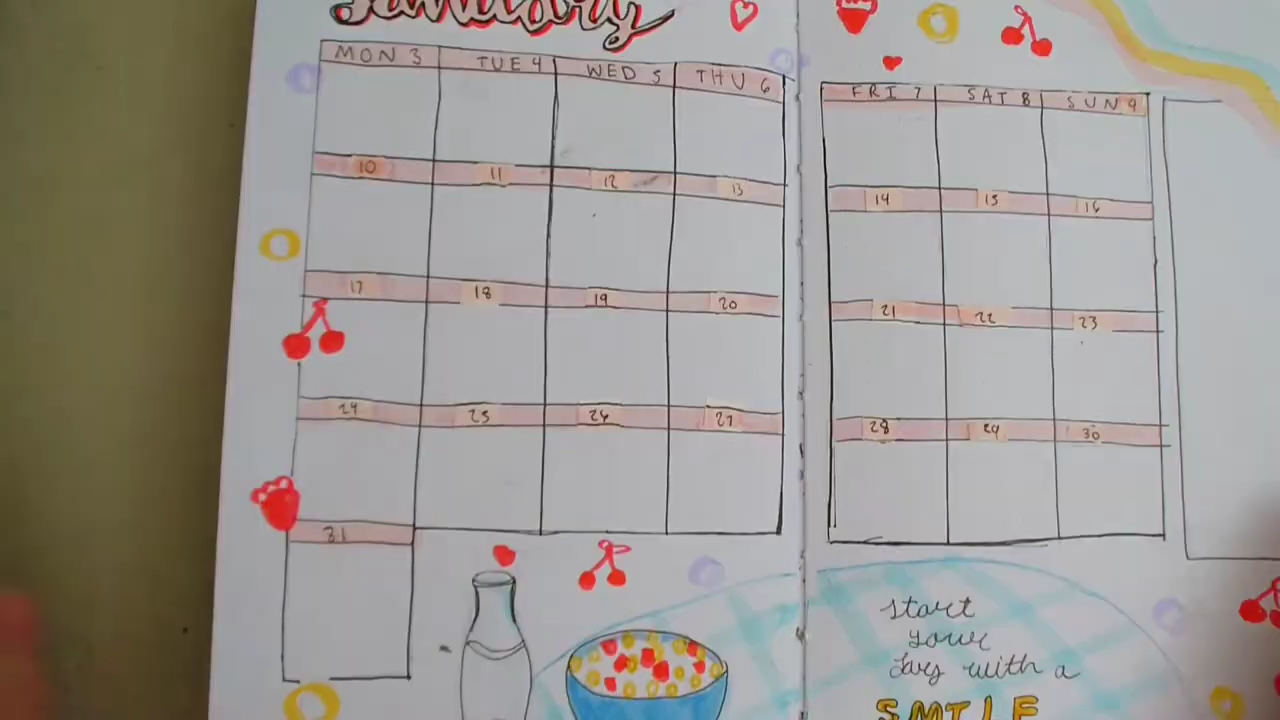 January
MON 3 TUE 4 WED 5 THU 6 FRI 7 SAT 8 SUN 9
10 11 12 13 14 15 16
17 18 19 20 21 22 23
24 25 26 27 28 29 30
31
start
your
day with a
SMILE